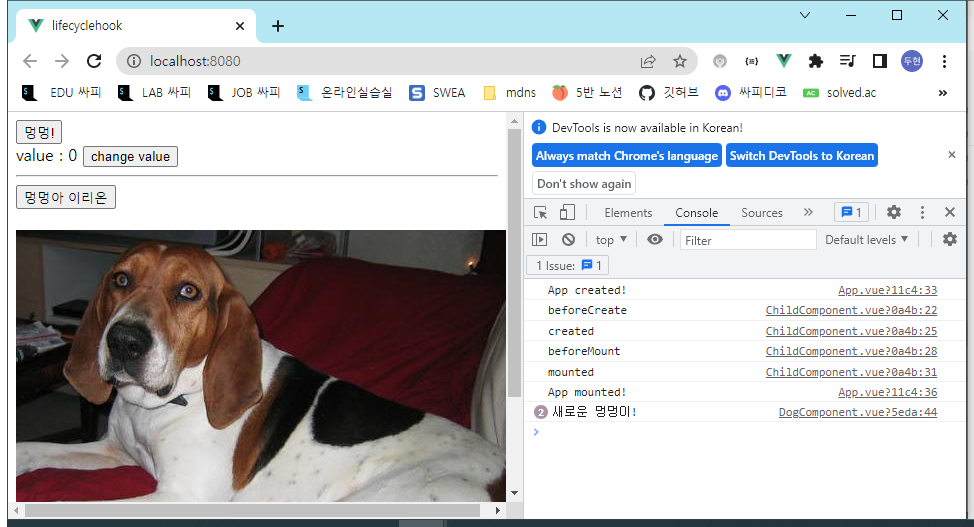 lifecyclehook
localhost:8080
두현
EDU 싸피 LAB 싸피 JOB 싸피 온라인실습실 SWEA mdns 5반 노션 깃허브 싸피디코 solved.ac »
멍멍!
value : 0 change value
멍멍아 이리온
DevTools is now available in Korean!
Always match Chrome's language Switch DevTools to Korean
Don't show again
Elements Console Sources » 1
top Filter Default levels
1 Issue: 1
App created! App.vue?11c4:33
beforeCreate ChildComponent.vue?0a4b:22
created ChildComponent.vue?0a4b:25
beforeMount ChildComponent.vue?0a4b:28
mounted ChildComponent.vue?0a4b:31
App mounted! App.vue?11c4:36
2 새로운 멍멍이! DogComponent.vue?5eda:44